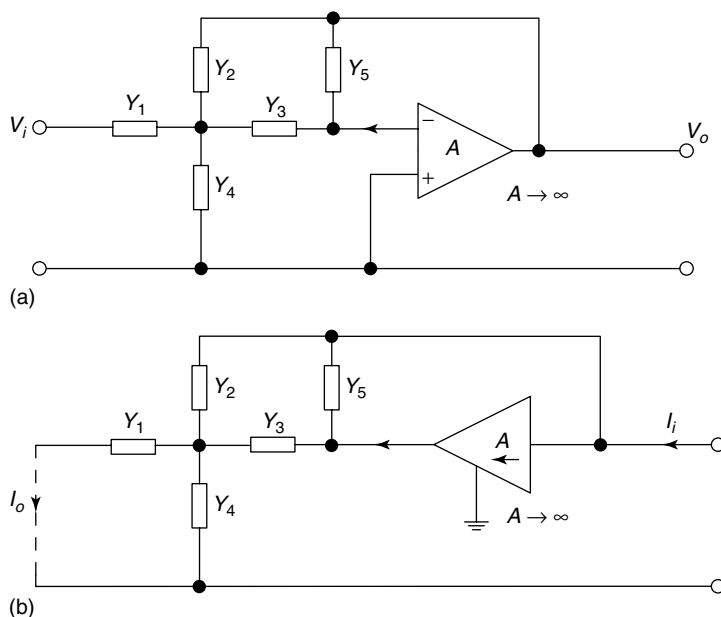 Y2
Y5
Y1
Y3
Vi
−
A
Vo
Y4
+
A → ∞
(a)
Y2
Y5
Y1
Y3
A
Ii
Io
Y4
A → ∞
(b)